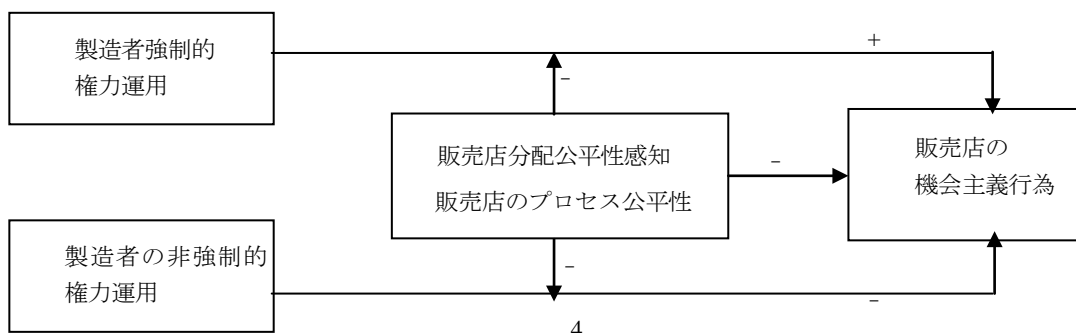 製造者強制的
権力運用
+
-
販売店分配公平性感知
販売店のプロセス公平性
-
販売店の
機会主義行為
製造者の非強制的
権力運用
-
-
4